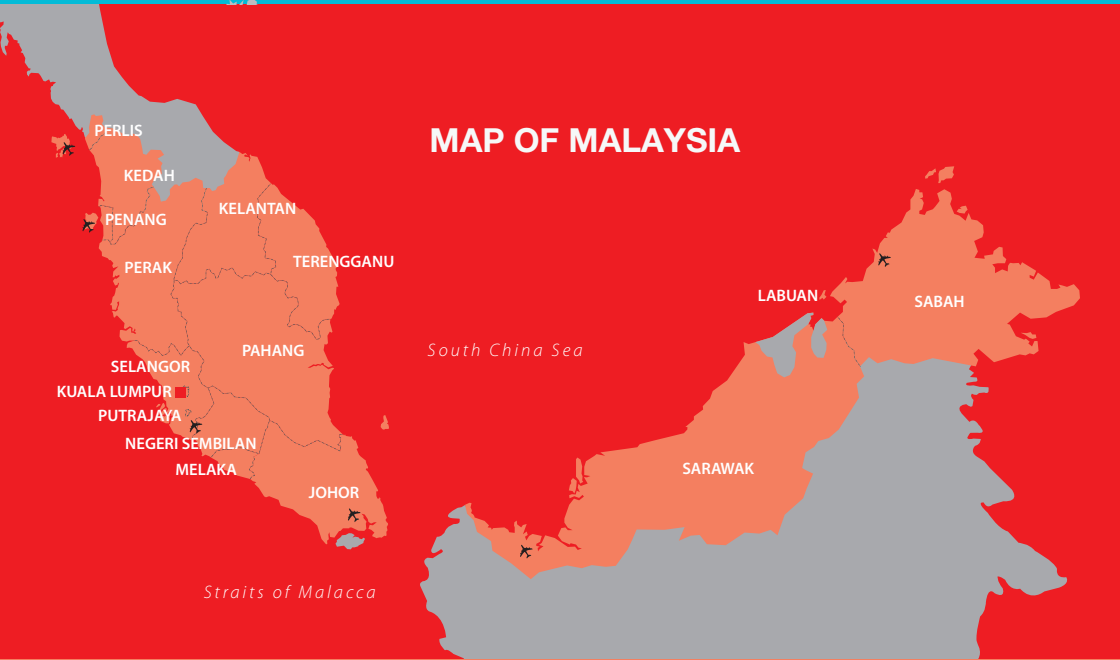 MAP OF MALAYSIA
PERLIS
KEDAH
PENANG
KELANTAN
PERAK
TERENGGANU
LABUAN
SABAH
PAHANG
South China Sea
SELANGOR
KUALA LUMPUR
PUTRAJAYA
NEGERI SEMBILAN
MELAKA
SARAWAK
JOHOR
Straits of Malacca